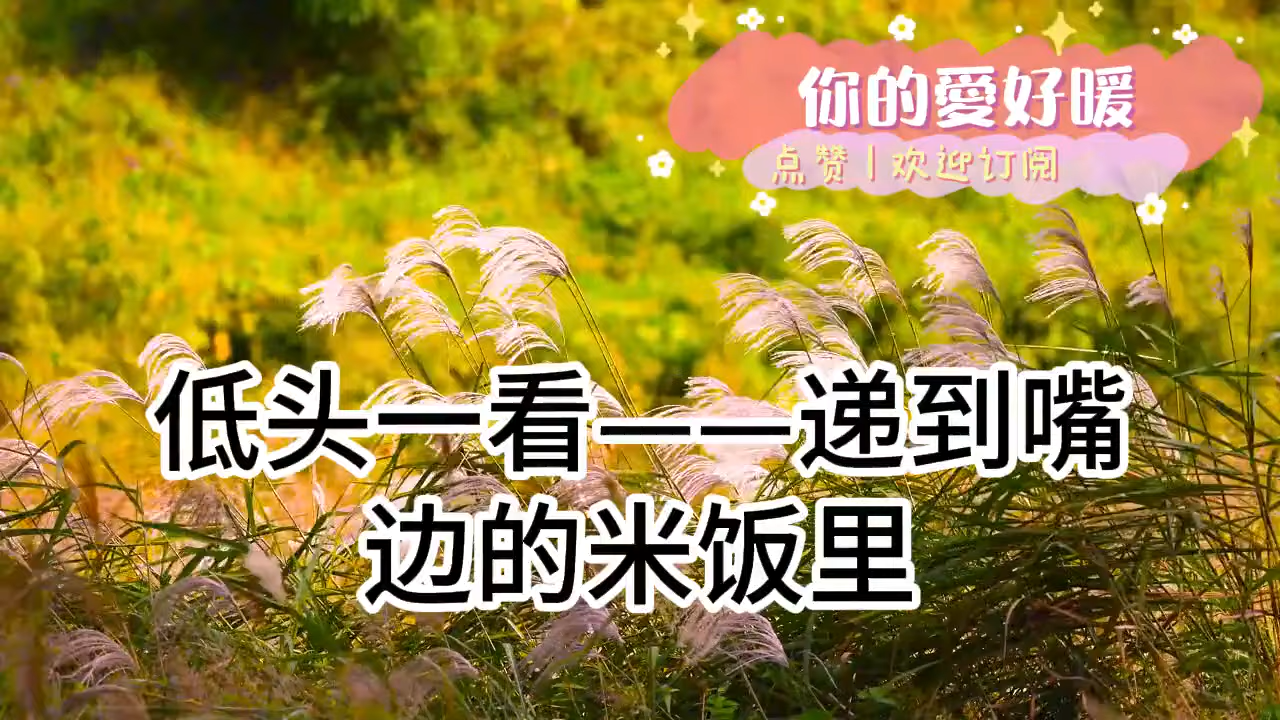 你的愛好暖
点赞|欢迎订阅
低头一看——递到嘴
边的米饭里